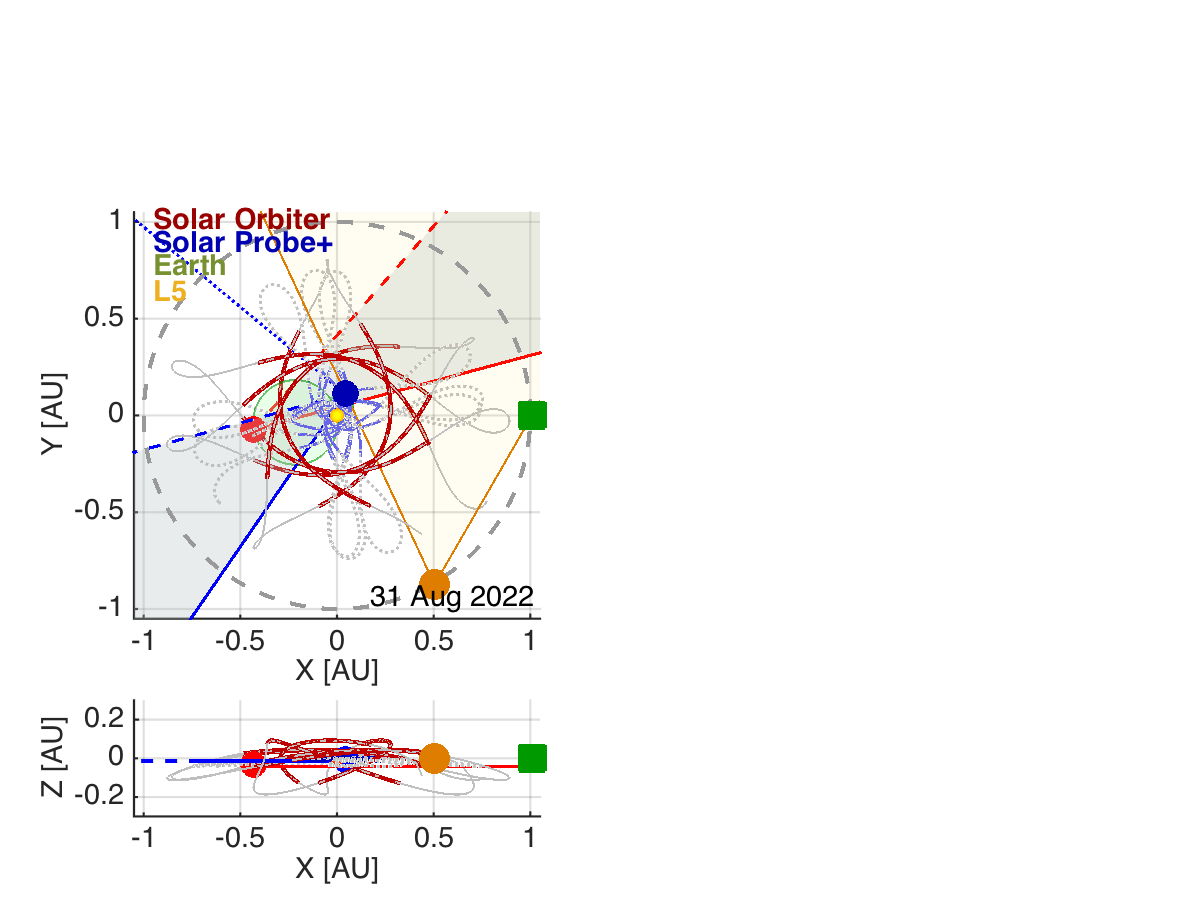 Solar Orbiter
Solar Probe+
Earth
L5
1
0.5
0
-0.5
-1
Y [AU]
31 Aug 2022
-1 -0.5 0 0.5 1
X [AU]
0.2
0
-0.2
Z [AU]
-1 -0.5 0 0.5 1
X [AU]